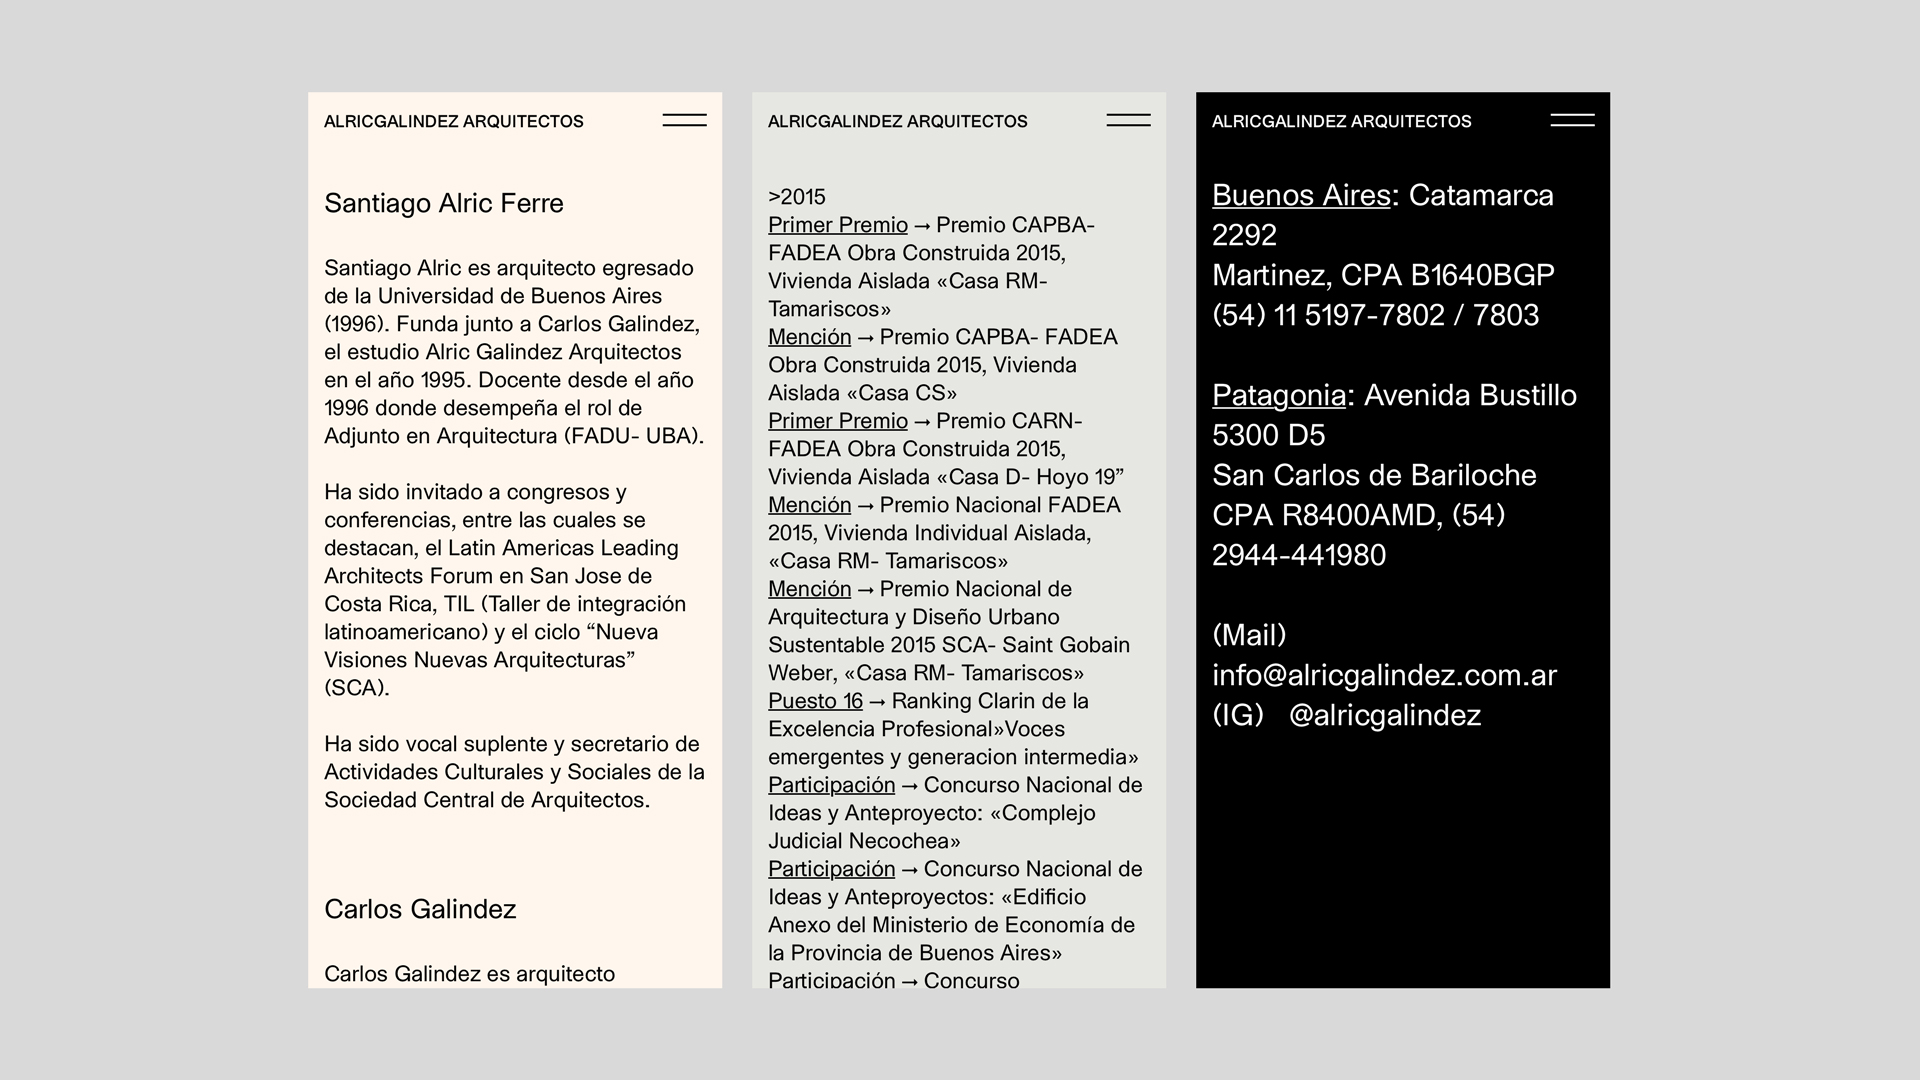 ALRICGALINDEZ ARQUITECTOS
Santiago Alric Ferre
Santiago Alric es arquitecto egresado
de la Universidad de Buenos Aires
(1996). Funda junto a Carlos Galindez,
el estudio Alric Galindez Arquitectos
en el año 1995. Docente desde el año
1996 donde desempeña el rol de
Adjunto en Arquitectura (FADU- UBA).
Ha sido invitado a congresos y
conferencias, entre las cuales se
destacan, el Latin Americas Leading
Architects Forum en San Jose de
Costa Rica, TIL (Taller de integración
latinoamericano) y el ciclo “Nueva
Visiones Nuevas Arquitecturas”
(SCA).
Ha sido vocal suplente y secretario de
Actividades Culturales y Sociales de la
Sociedad Central de Arquitectos.
Carlos Galindez
Carlos Galindez es arquitecto
ALRICGALINDEZ ARQUITECTOS
>2015
Primer Premio → Premio CAPBA-
FADEA Obra Construida 2015,
Vivienda Aislada «Casa RM-
Tamariscos»
Mención → Premio CAPBA- FADEA
Obra Construida 2015, Vivienda
Aislada «Casa CS»
Primer Premio → Premio CARN-
FADEA Obra Construida 2015,
Vivienda Aislada «Casa D- Hoyo 19”
Mención → Premio Nacional FADEA
2015, Vivienda Individual Aislada,
«Casa RM- Tamariscos»
Mención → Premio Nacional de
Arquitectura y Diseño Urbano
Sustentable 2015 SCA- Saint Gobain
Weber, «Casa RM- Tamariscos»
Puesto 16 → Ranking Clarin de la
Excelencia Profesional»Voces
emergentes y generacion intermedia»
Participación → Concurso Nacional de
Ideas y Anteproyecto: «Complejo
Judicial Necochea»
Participación → Concurso Nacional de
Ideas y Anteproyectos: «Edificio
Anexo del Ministerio de Economía de
la Provincia de Buenos Aires»
Participación → Concurso
ALRICGALINDEZ ARQUITECTOS
Buenos Aires: Catamarca
2292
Martinez, CPA B1640BGP
(54) 11 5197-7802 / 7803
Patagonia: Avenida Bustillo
5300 D5
San Carlos de Bariloche
CPA R8400AMD, (54)
2944-441980
(Mail)
info@alricgalindez.com.ar
(IG) @alricgalindez